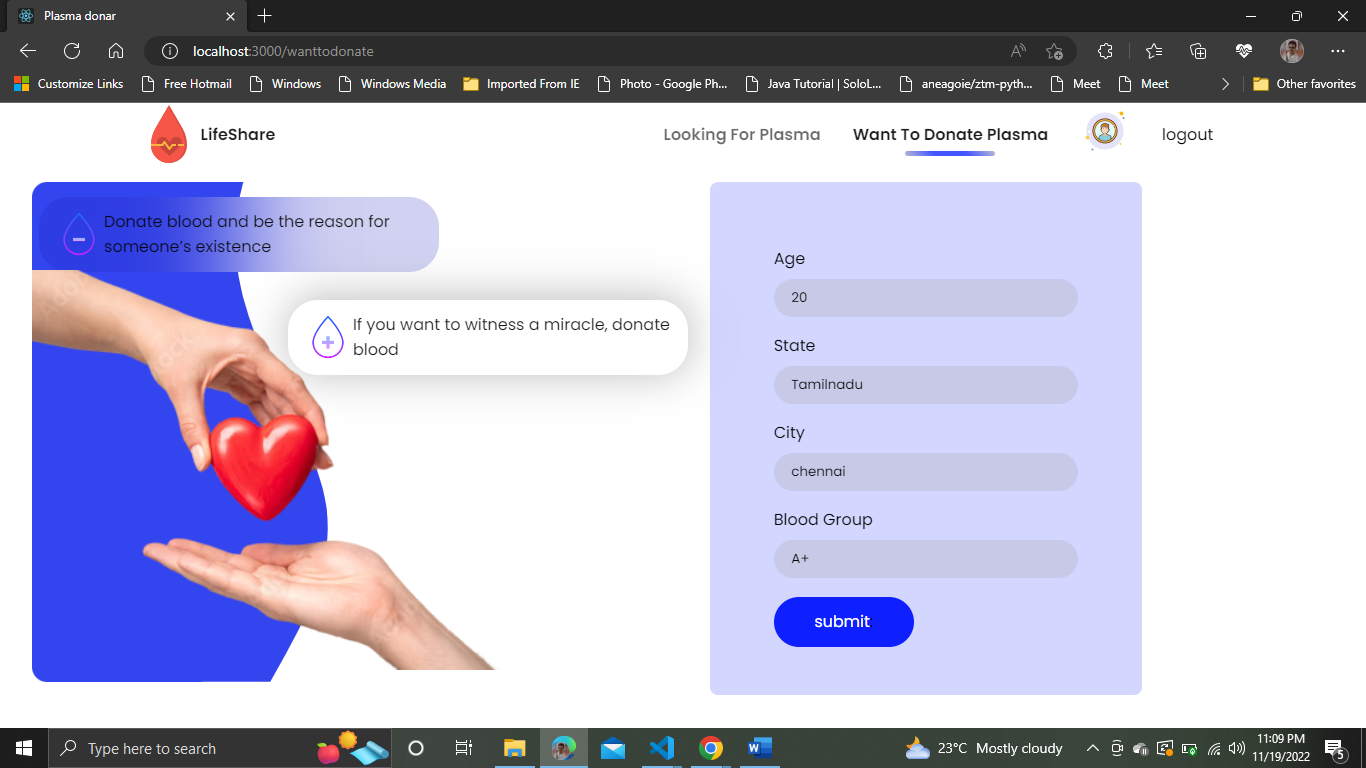 Plasma donar
localhost:3000/wanttodonate
Customize Links
Free Hotmail
Windows
Windows Media
Imported From IE
Photo - Google Ph...
Java Tutorial | SoloL...
aneagoie/ztm-pyth...
Meet
Meet
Other favorites
LifeShare
Looking For Plasma
Want To Donate Plasma
logout
Donate blood and be the reason for
someone's existence
If you want to witness a miracle, donate
blood
Age
20
State
Tamilnadu
City
chennai
Blood Group
A+
submit
Type here to search
23°C Mostly cloudy
11:09 PM
11/19/2022
5